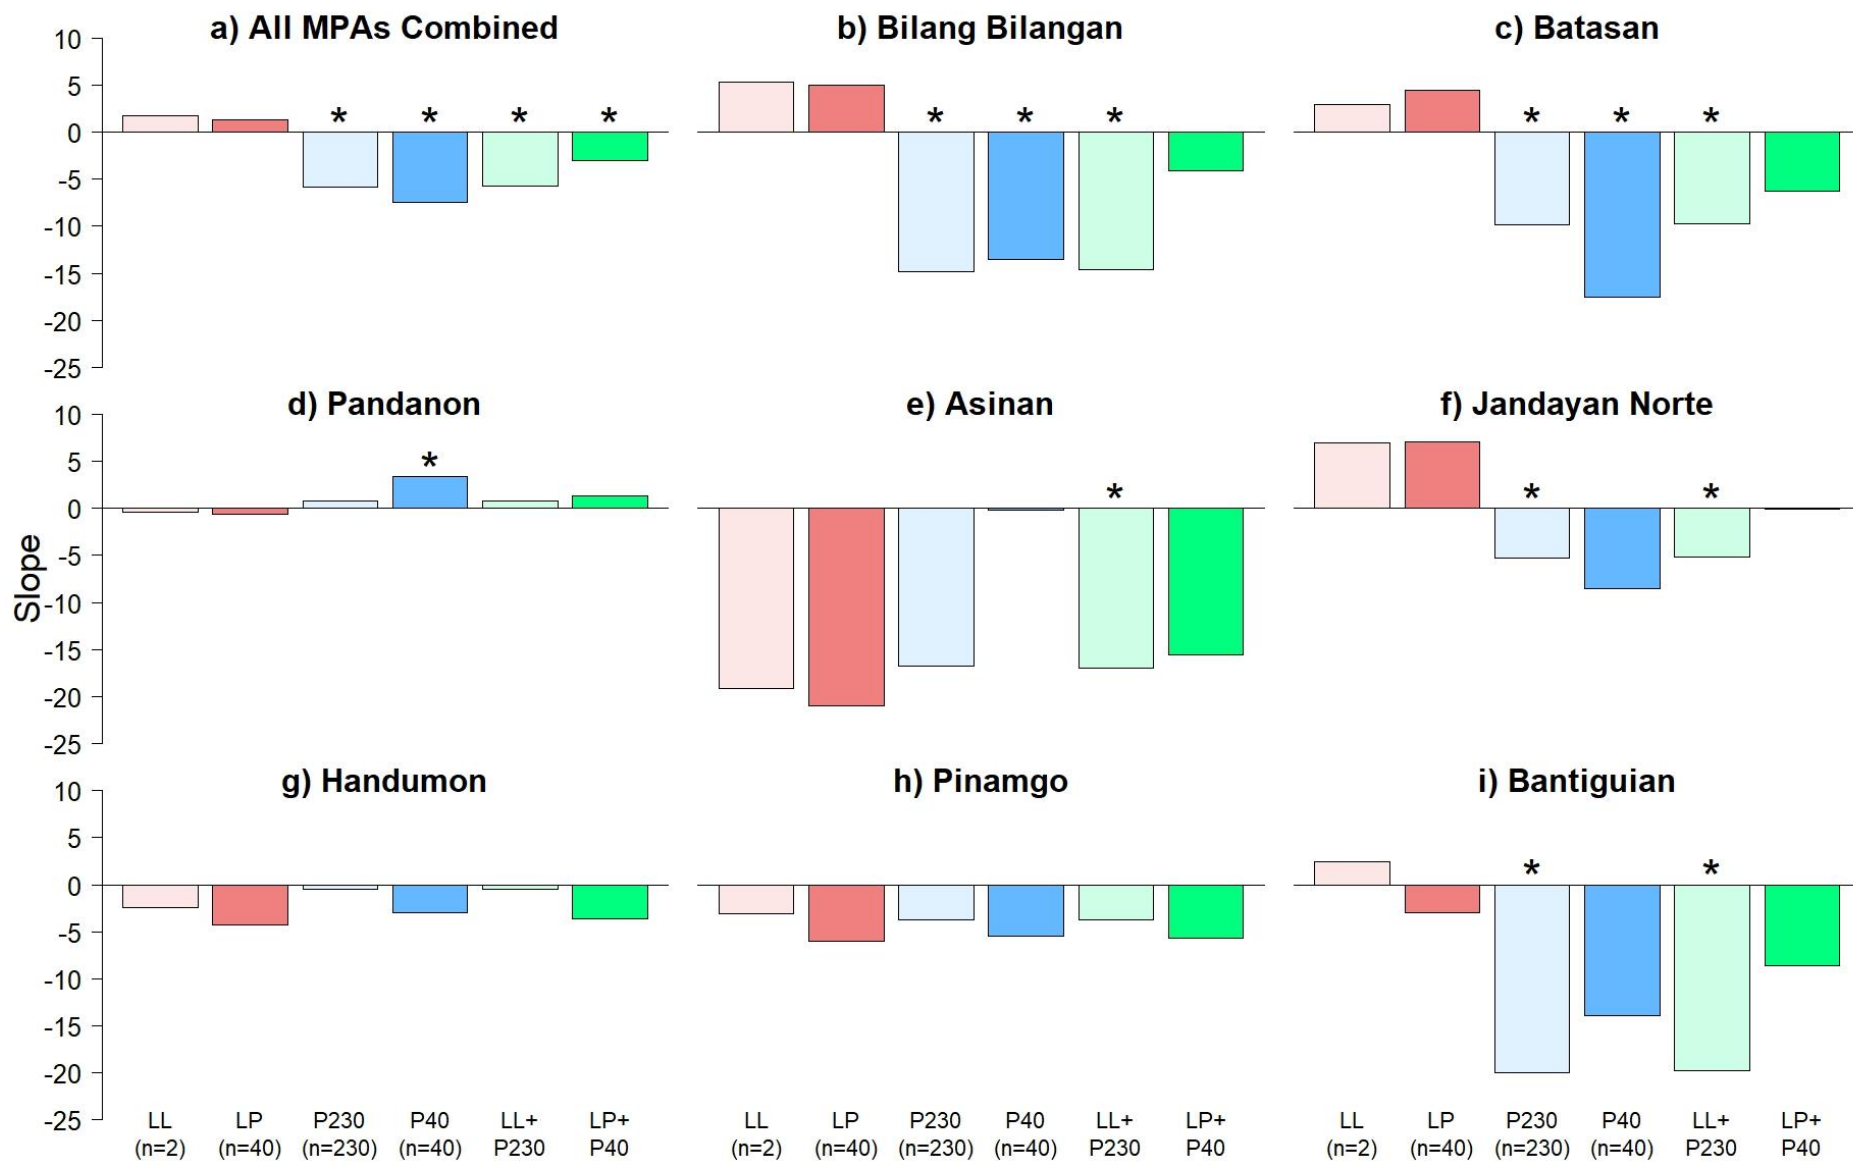 a) All MPAs Combined
b) Bilang Bilangan
c) Batasan
10
5
0
-5
-10
-15
-20
-25
* * * *
* * *
* * *
d) Pandanon
e) Asinan
f) Jandayan Norte
10
5
0
-5
-10
-15
-20
-25
*
*
* *
Slope
g) Handumon
h) Pinamgo
i) Bantiguian
10
5
0
-5
-10
-15
-20
-25
* *
LL LP P230 P40 LL+ LP+
(n=2) (n=40) (n=230) (n=40) P230 P40
LL LP P230 P40 LL+ LP+
(n=2) (n=40) (n=230) (n=40) P230 P40
LL LP P230 P40 LL+ LP+
(n=2) (n=40) (n=230) (n=40) P230 P40